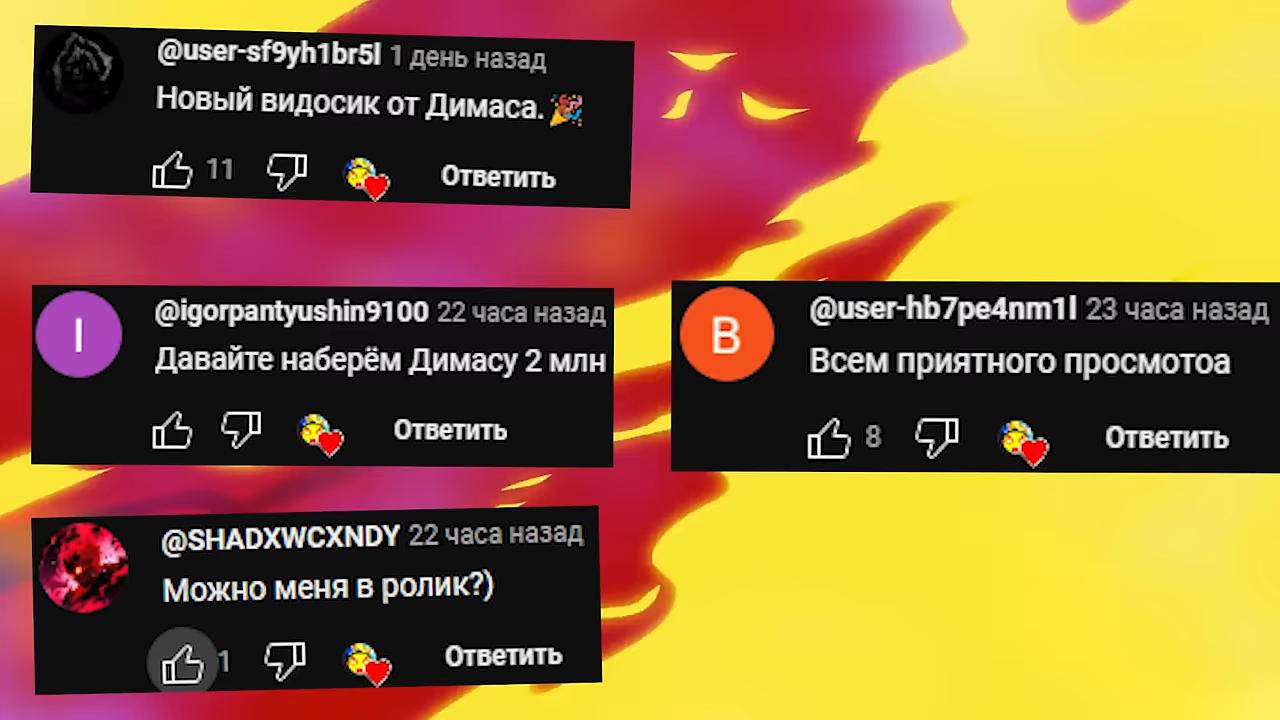 @user-sf9yh1br5l 1 день назад
Новый видосик от Димаса.🎉
11 Ответить
I @igorpantyushin9100 22 часа назад
Давайте наберём Димасу 2 млн
Ответить
B @user-hb7pe4nm1l 23 часа назад
Всем приятного просмотоа
8 Ответить
@SHADXWCXNDY 22 часа назад
Можно меня в ролик?)
1 Ответить